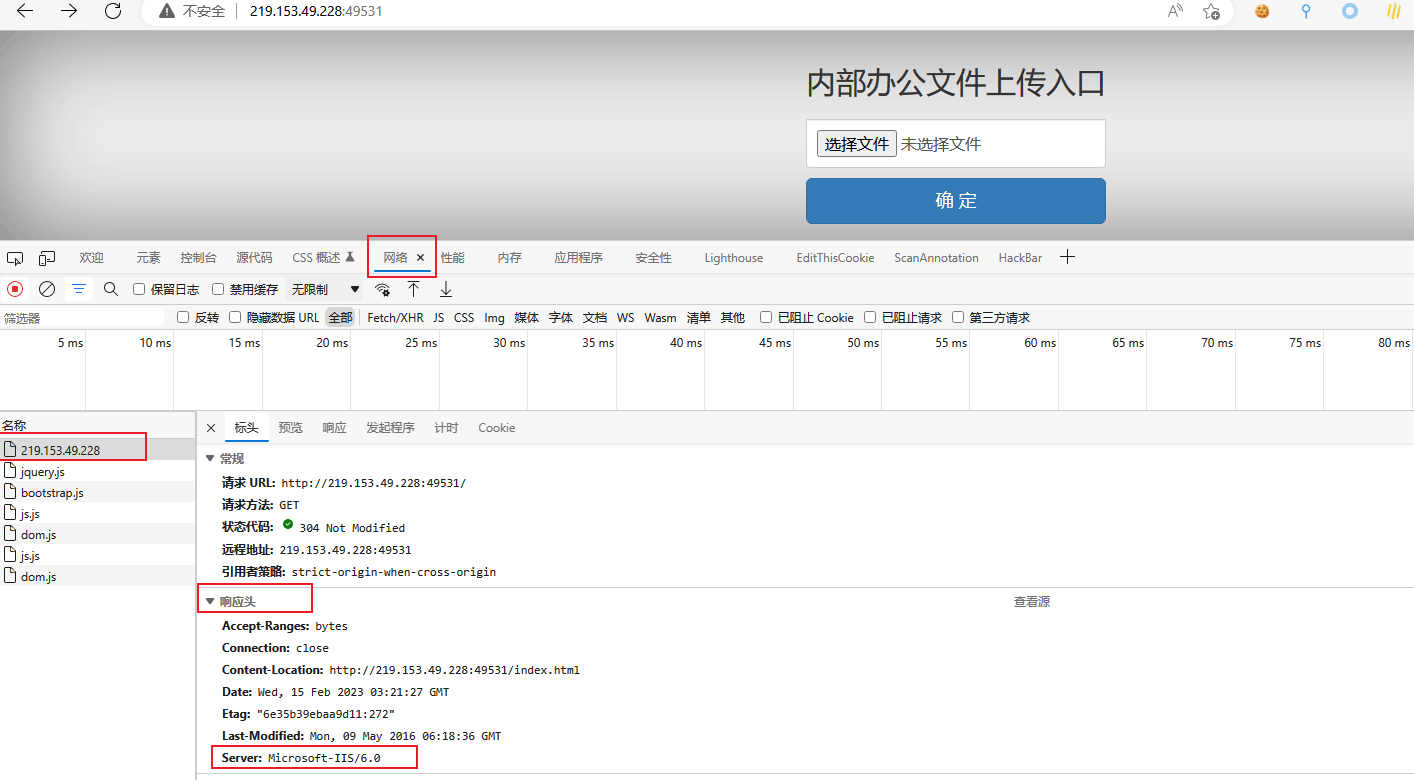 不安全 219.153.49.228:49531
内部办公文件上传入口
选择文件 未选择文件
确 定
欢迎 元素 控制台 源代码 CSS 概述 网络 性能 内存 应用程序 安全性 Lighthouse EditThisCookie ScanAnnotation HackBar
保留日志 禁用缓存 无限制
筛选器 反转 隐藏数据 URL 全部 Fetch/XHR JS CSS Img 媒体 字体 文档 WS Wasm 清单 其他 已阻止 Cookie 已阻止请求 第三方请求
5 ms 10 ms 15 ms 20 ms 25 ms 30 ms 35 ms 40 ms 45 ms 50 ms 55 ms 60 ms 65 ms 70 ms 75 ms 80 ms
名称
219.153.49.228
jquery.js
bootstrap.js
js.js
dom.js
js.js
dom.js
标头 预览 响应 发起程序 计时 Cookie
常规
请求 URL: http://219.153.49.228:49531/
请求方法: GET
状态代码: 304 Not Modified
远程地址: 219.153.49.228:49531
引用者策略: strict-origin-when-cross-origin
响应头 查看源
Accept-Ranges: bytes
Connection: close
Content-Location: http://219.153.49.228:49531/index.html
Date: Wed, 15 Feb 2023 03:21:27 GMT
Etag: "6e35b39ebaa9d11:272"
Last-Modified: Mon, 09 May 2016 06:18:36 GMT
Server: Microsoft-IIS/6.0